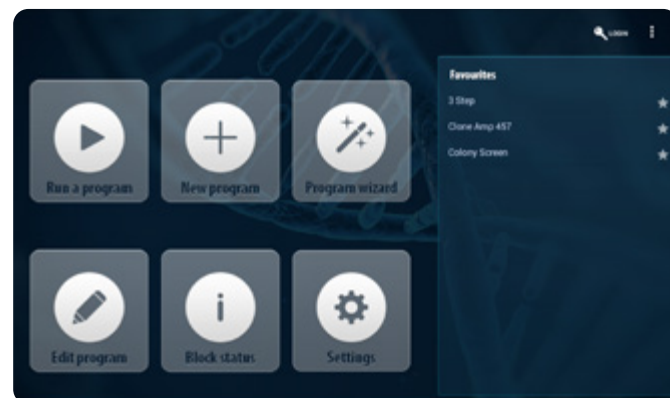 LOGIN
Favourites
3 Step
Clone Amp 457
Colony Screen
Run a program
New program
Program wizard
Edit program
Block status
Settings